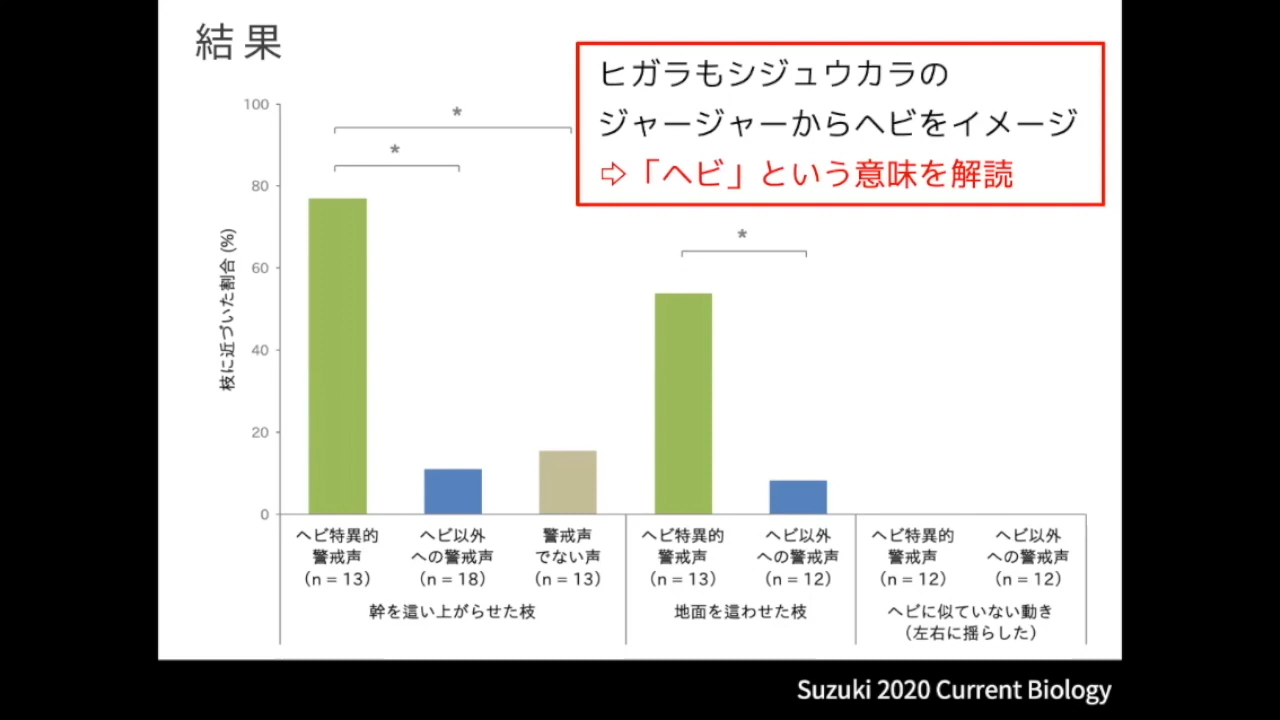 結果
ヒガラもシジュウカラの
ジャージャーからヘビをイメージ
⇨「ヘビ」という意味を解読
枝に近づいた割合 (%)
100
80
60
40
20
0
*
*
*
ヘビ特異的
警戒声
(n = 13)
ヘビ以外
への警戒声
(n = 18)
警戒声
でない声
(n = 13)
ヘビ特異的
警戒声
(n = 13)
ヘビ以外
への警戒声
(n = 12)
ヘビ特異的
警戒声
(n = 12)
ヘビ以外
への警戒声
(n = 12)
幹を這い上がらせた枝
地面を這わせた枝
ヘビに似ていない動き
(左右に揺らした)
Suzuki 2020 Current Biology